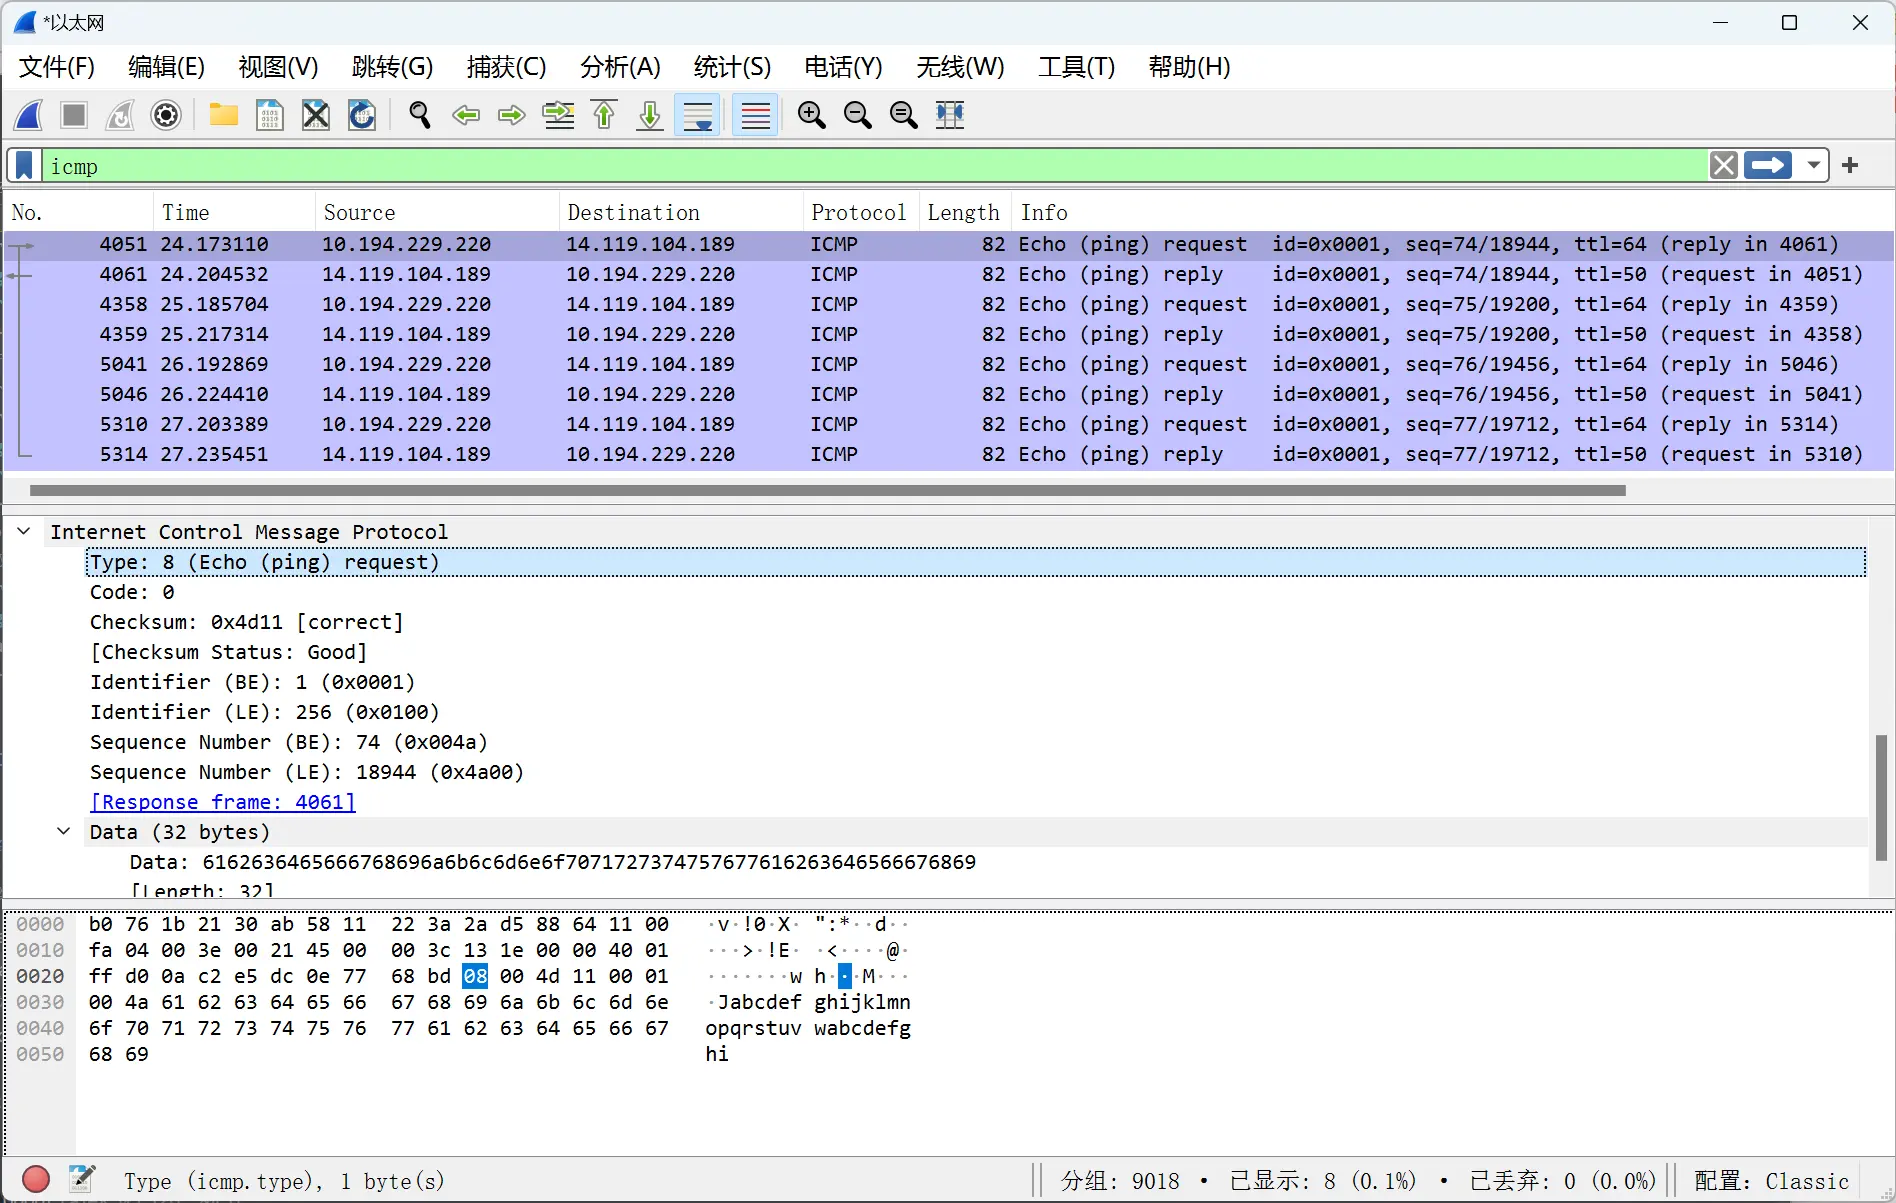 *以太网
文件(F) 编辑(E) 视图(V) 跳转(G) 捕获(C) 分析(A) 统计(S) 电话(Y) 无线(W) 工具(T) 帮助(H)
icmp
No. Time Source Destination Protocol Length Info
4051 24.173110 10.194.229.220 14.119.104.189 ICMP 82 Echo (ping) request id=0x0001, seq=74/18944, ttl=64 (reply in 4061)
4061 24.204532 14.119.104.189 10.194.229.220 ICMP 82 Echo (ping) reply id=0x0001, seq=74/18944, ttl=50 (request in 4051)
4358 25.185704 10.194.229.220 14.119.104.189 ICMP 82 Echo (ping) request id=0x0001, seq=75/19200, ttl=64 (reply in 4359)
4359 25.217314 14.119.104.189 10.194.229.220 ICMP 82 Echo (ping) reply id=0x0001, seq=75/19200, ttl=50 (request in 4358)
5041 26.192869 10.194.229.220 14.119.104.189 ICMP 82 Echo (ping) request id=0x0001, seq=76/19456, ttl=64 (reply in 5046)
5046 26.224410 14.119.104.189 10.194.229.220 ICMP 82 Echo (ping) reply id=0x0001, seq=76/19456, ttl=50 (request in 5041)
5310 27.203389 10.194.229.220 14.119.104.189 ICMP 82 Echo (ping) request id=0x0001, seq=77/19712, ttl=64 (reply in 5314)
5314 27.235451 14.119.104.189 10.194.229.220 ICMP 82 Echo (ping) reply id=0x0001, seq=77/19712, ttl=50 (request in 5310)
Internet Control Message Protocol
Type: 8 (Echo (ping) request)
Code: 0
Checksum: 0x4d11 [correct]
[Checksum Status: Good]
Identifier (BE): 1 (0x0001)
Identifier (LE): 256 (0x0100)
Sequence Number (BE): 74 (0x004a)
Sequence Number (LE): 18944 (0x4a00)
[Response frame: 4061]
Data (32 bytes)
Data: 6162636465666768696a6b6c6d6e6f7071727374757677616263646566676869
[Length: 32]
0000 b0 76 1b 21 30 ab 58 11 22 3a 2a d5 88 64 11 00 ·v·!0·X· ":*··d··
0010 fa 04 00 3e 00 21 45 00 00 3c 13 1e 00 00 40 01 ···>·!E· ·<····@·
0020 ff d0 0a c2 e5 dc 0e 77 68 bd 08 00 4d 11 00 01 ·······w h···M···
0030 00 4a 61 62 63 64 65 66 67 68 69 6a 6b 6c 6d 6e ·Jabcdef ghijklmn
0040 6f 70 71 72 73 74 75 76 77 61 62 63 64 65 66 67 opqrstuv wabcdefg
0050 68 69 hi
Type (icmp.type), 1 byte(s) 分组: 9018 · 已显示: 8 (0.1%) · 已丢弃: 0 (0.0%) 配置: Classic